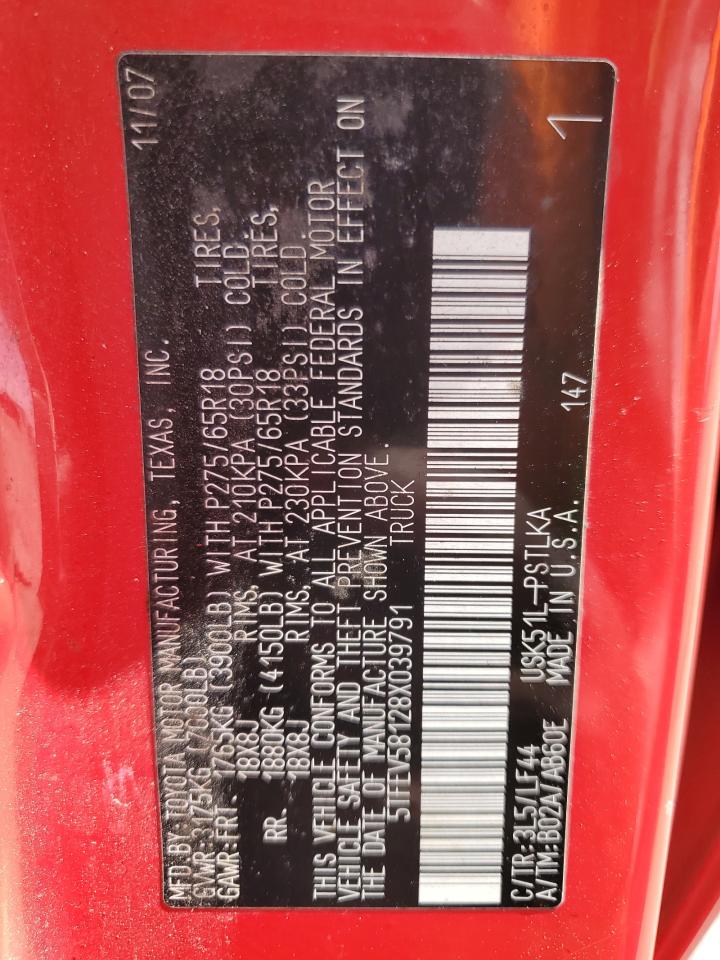 MFD BY TOYOTA MOTOR MANUFACTURING, TEXAS, INC. 11/07
GVWR: 3175KG (7000LB)
GAWR: FRT. 1765KG (3900LB) WITH P275/65R18 TIRES,
18X8J RIMS, AT 210KPA (30PSI) COLD.
RR. 1880KG (4150LB) WITH P275/65R18 TIRES,
18X8J RIMS, AT 230KPA (33PSI) COLD.
THIS VEHICLE CONFORMS TO ALL APPLICABLE FEDERAL MOTOR
VEHICLE SAFETY AND THEFT PREVENTION STANDARDS IN EFFECT ON
THE DATE OF MANUFACTURE SHOWN ABOVE.
5TFEV58128X039791 TRUCK
C/TR: 3L5/LF44 USK51L-PSTLKA 147
A/TM: B02A/AB60E MADE IN U.S.A. 1